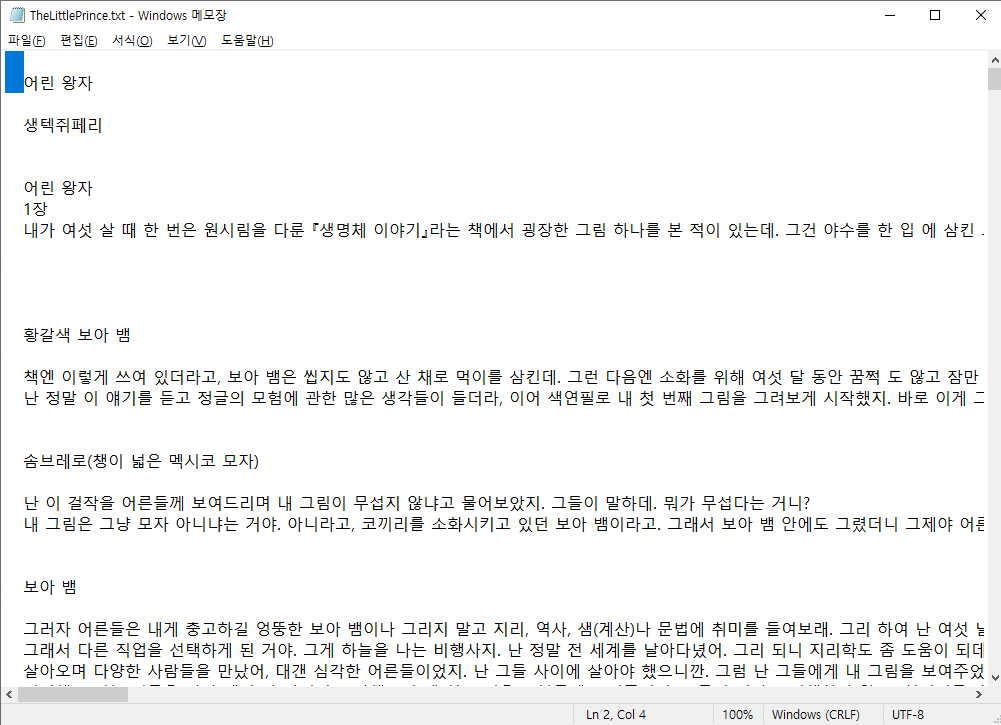 TheLittlePrince.txt - Windows 메모장
파일(F) 편집(E) 서식(O) 보기(V) 도움말(H)
어린 왕자
생텍쥐페리
어린 왕자
1장
내가 여섯 살 때 한 번은 원시림을 다룬 『생명체 이야기』라는 책에서 굉장한 그림 하나를 본 적이 있는데. 그건 야수를 한 입 에 삼킨
황갈색 보아 뱀
책엔 이렇게 쓰여 있더라고, 보아 뱀은 씹지도 않고 산 채로 먹이를 삼킨데. 그런 다음엔 소화를 위해 여섯 달 동안 꿈쩍 도 않고 잠만
난 정말 이 얘기를 듣고 정글의 모험에 관한 많은 생각들이 들더라, 이어 색연필로 내 첫 번째 그림을 그려보게 시작했지. 바로 이게
솜브레로(챙이 넓은 멕시코 모자)
난 이 걸작을 어른들께 보여드리며 내 그림이 무섭지 않냐고 물어보았지. 그들이 말하데. 뭐가 무섭다는 거니?
내 그림은 그냥 모자 아니냐는 거야. 아니라고, 코끼리를 소화시키고 있던 보아 뱀이라고. 그래서 보아 뱀 안에도 그렸더니 그제야
보아 뱀
그러자 어른들은 내게 충고하길 엉뚱한 보아 뱀이나 그리지 말고 지리, 역사, 샘(계산)나 문법에 취미를 들여보래. 그리 하여 난 여섯
그래서 다른 직업을 선택하게 된 거야. 그게 하늘을 나는 비행사지. 난 정말 전 세계를 날아다녔어. 그리 되니 지리학도 좀 도움이 되데
살아오며 다양한 사람들을 만났어, 대갠 심각한 어른들이었지. 난 그들 사이에 살아야 했으니깐. 그럼 난 그들에게 내 그림을 보여주었
Ln 2, Col 4 100% Windows (CRLF) UTF-8